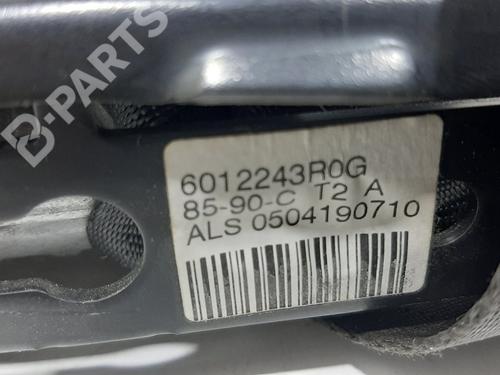 B-PARTS
6012243R0G
85-90-C T2 A
ALS 0504190710